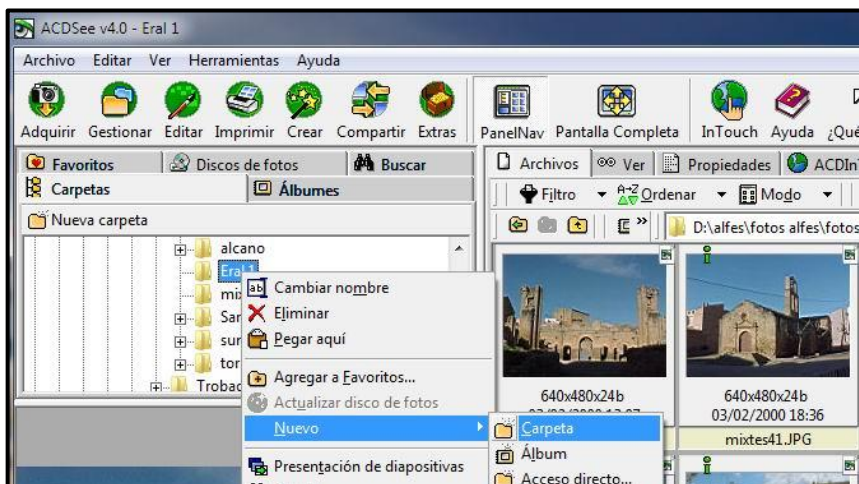 ACDSee v4.0 - Eral 1
Archivo Editar Ver Herramientas Ayuda
Adquirir Gestionar Editar Imprimir Crear Compartir Extras PanelNav Pantalla Completa InTouch Ayuda ¿Qué
Favoritos Discos de fotos Buscar Archivos Ver Propiedades ACDIn
Carpetas Álbumes
Filtro A-Z Ordenar Modo
Nueva carpeta
D:\alfes\fotos alfes\fotos
alcano
Eral 1
Cambiar nombre
Eliminar
Pegar aquí
Agregar a Favoritos...
Actualizar disco de fotos
Nuevo
Presentación de diapositivas
Carpeta
Álbum
Acceso directo...
640x480x24b
640x480x24b
03/02/2000 18:36
mixtes41.JPG